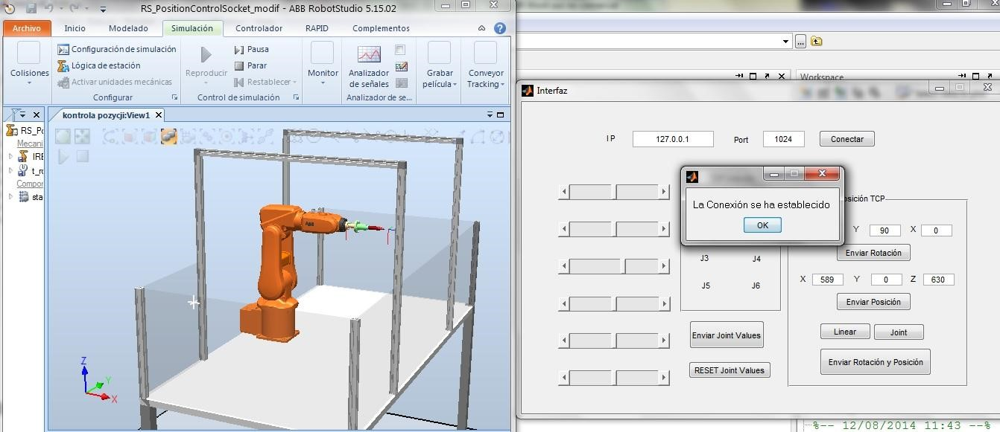 RS_PositionControlSocket_modif - ABB RobotStudio 5.15.02
Archivo Inicio Modelado Simulación Controlador RAPID Complementos
Colisiones
Configuración de simulación
Lógica de estación
Activar unidades mecánicas
Configurar
Reproducir
Pausa
Parar
Restablecer
Control de simulación
Monitor
Analizador de señales
Analizador de se...
Grabar película
Conveyor Tracking
kontrola pozycji:View1
RS_Po
Mecani
IRE
t_ro
Compor
sta
ABB
Z
Y
X
Workspace
Interfaz
IP 127.0.0.1 Port 1024 Conectar
La Conexión se ha establecido
OK
osición TCP
Y 90 X 0
Enviar Rotación
J3 J4
J5 J6
X 589 Y 0 Z 630
Enviar Posición
Enviar Joint Values
RESET Joint Values
Linear Joint
Enviar Rotación y Posición
%-- 12/08/2014 11:43 --%